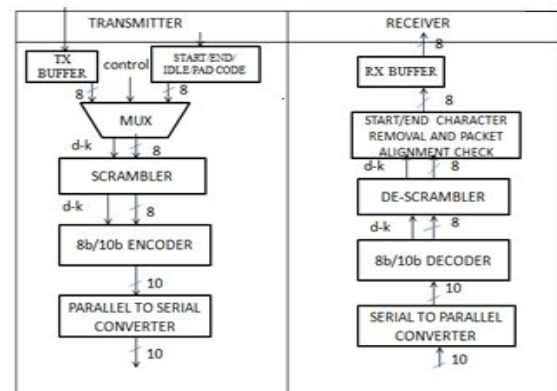 TRANSMITTER
TX
BUFFER
control
START/END/
IDLE/PAD CODE
8
8
MUX
d-k
8
SCRAMBLER
d-k
8
8b/10b ENCODER
10
PARALLEL TO SERIAL
CONVERTER
10
RECEIVER
8
RX BUFFER
8
START/END CHARACTER
REMOVAL AND PACKET
ALIGNMENT CHECK
d-k
8
DE-SCRAMBLER
d-k
8
8b/10b DECODER
10
SERIAL TO PARALLEL
CONVERTER
10